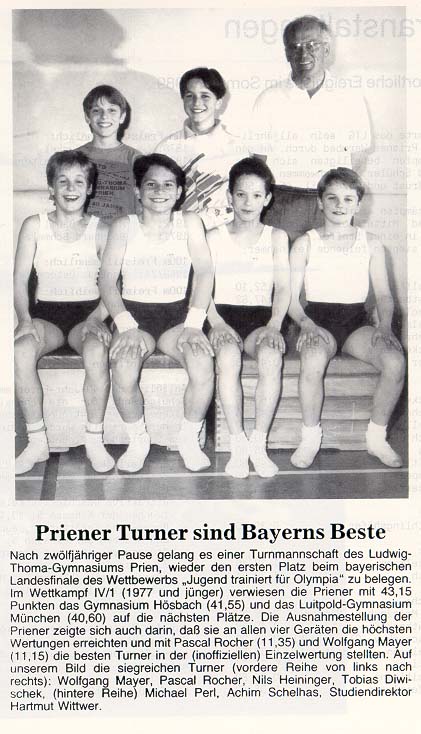 anstaltungen
THOMA-GYMNASIUM
PRIEN
Priener Turner sind Bayerns Beste
Nach zwölfjähriger Pause gelang es einer Turnmannschaft des Ludwig-
Thoma-Gymnasiums Prien, wieder den ersten Platz beim bayerischen
Landesfinale des Wettbewerbs „Jugend trainiert für Olympia“ zu belegen.
Im Wettkampf IV/1 (1977 und jünger) verwiesen die Priener mit 43,15
Punkten das Gymnasium Hösbach (41,55) und das Luitpold-Gymnasium
München (40,60) auf die nächsten Plätze. Die Ausnahmestellung der
Priener zeigte sich auch darin, daß sie an allen vier Geräten die höchsten
Wertungen erreichten und mit Pascal Rocher (11,35) und Wolfgang Mayer
(11,15) die besten Turner in der (inoffiziellen) Einzelwertung stellten. Auf
unserem Bild die siegreichen Turner (vordere Reihe von links nach
rechts): Wolfgang Mayer, Pascal Rocher, Nils Heininger, Tobias Diwi-
schek, (hintere Reihe) Michael Perl, Achim Schelhas, Studiendirektor
Hartmut Wittwer.